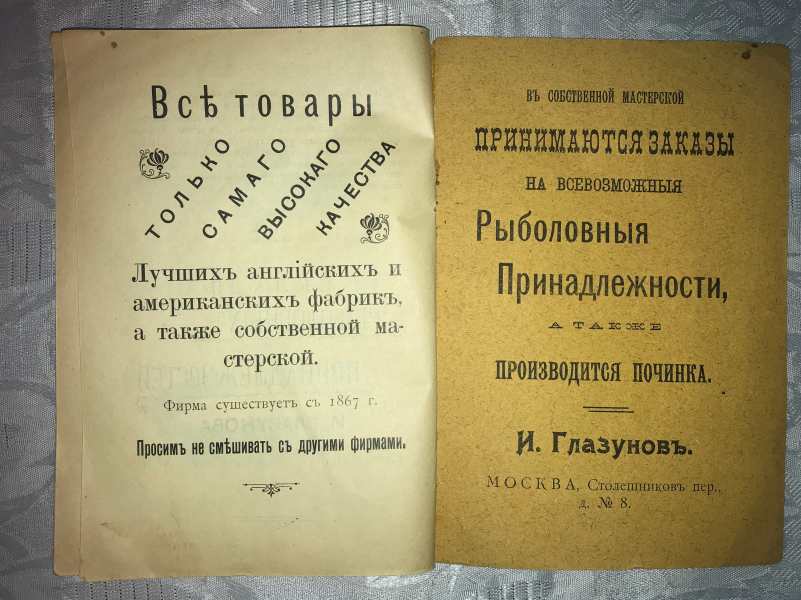 Всѣ товары
ТОЛЬКО
САМАГО
ВЫСОКАГО
КАЧЕСТВА
Лучшихъ англійскихъ и
американскихъ фабрикъ,
а также собственной ма-
стерской.
Фирма существуетъ съ 1867 г.
Просимъ не смѣшивать съ другими фирмами.
ВЪ СОБСТВЕННОЙ МАСТЕРСКОЙ
ПРИНИМАЮТСЯ ЗАКАЗЫ
НА ВСЕВОЗМОЖНЫЯ
Рыболовныя
Принадлежности,
А ТАКЖЕ
ПРОИЗВОДИТСЯ ПОЧИНКА.
И. Глазуновъ.
МОСКВА, Столешниковъ пер.,
д. № 8.